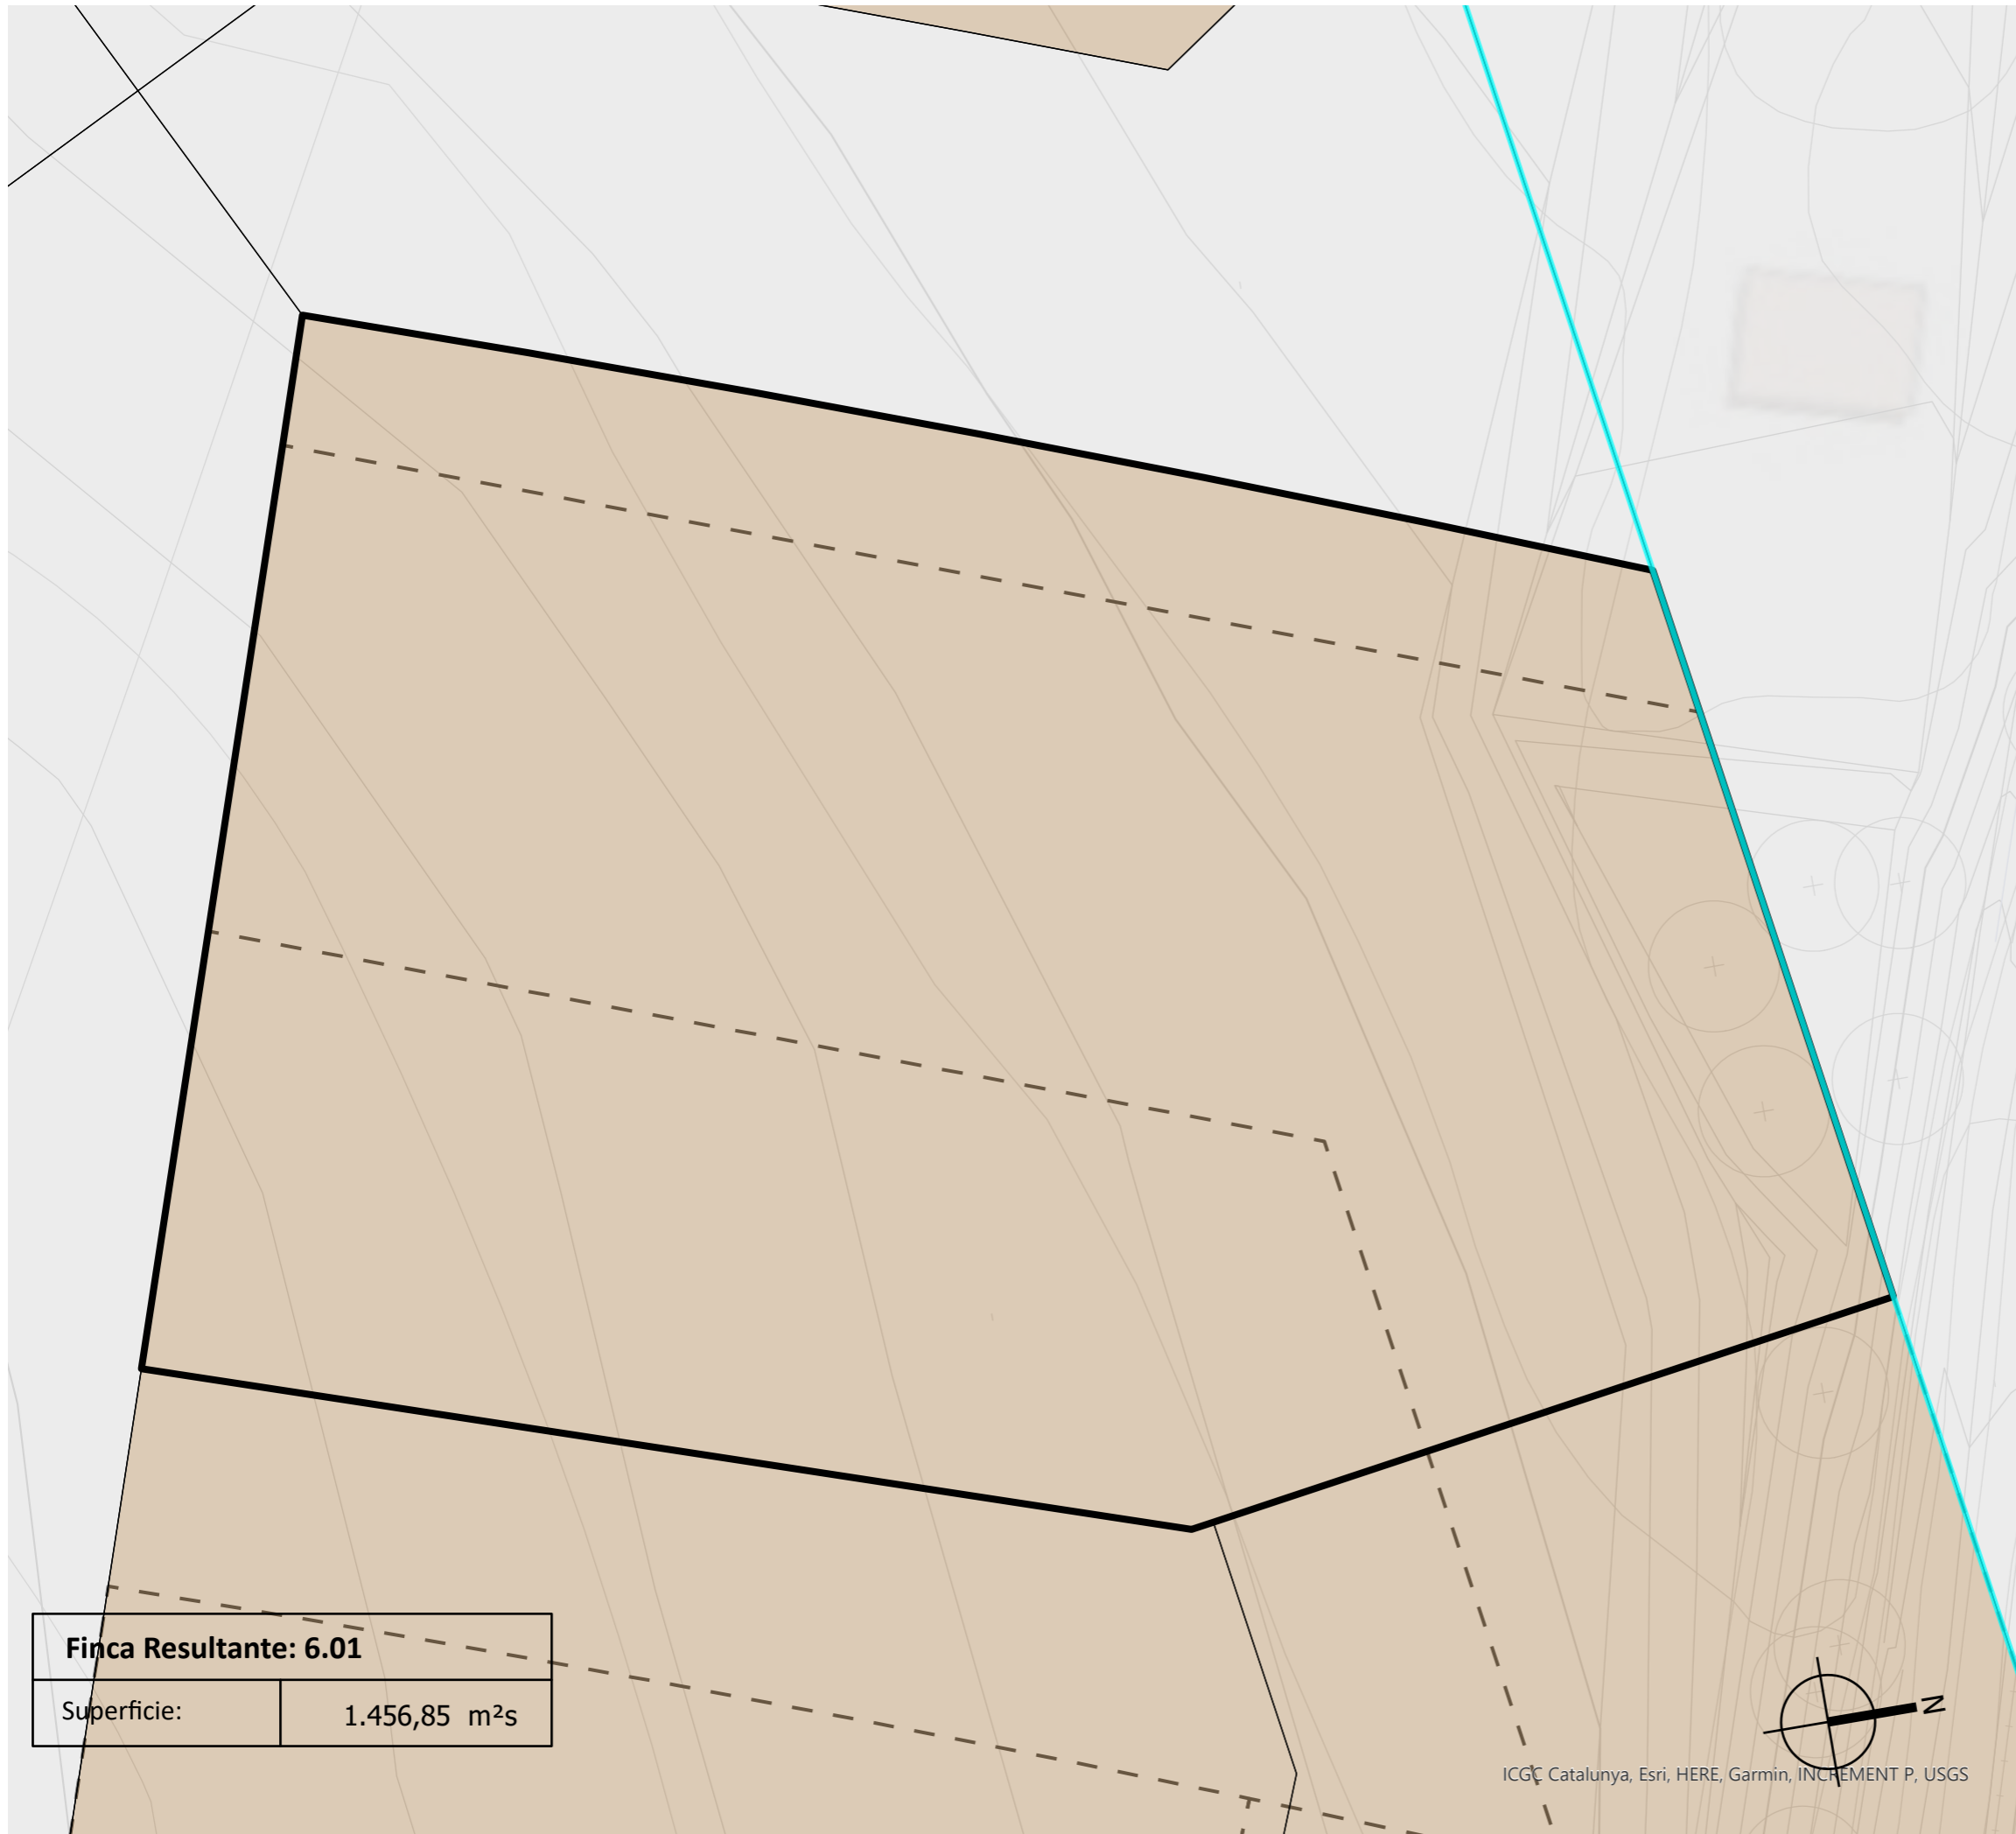 Finca Resultante: 6.01
Superficie: 1.456,85 m²s
N
ICGC Catalunya, Esri, HERE, Garmin, INCREMENT P, USGS